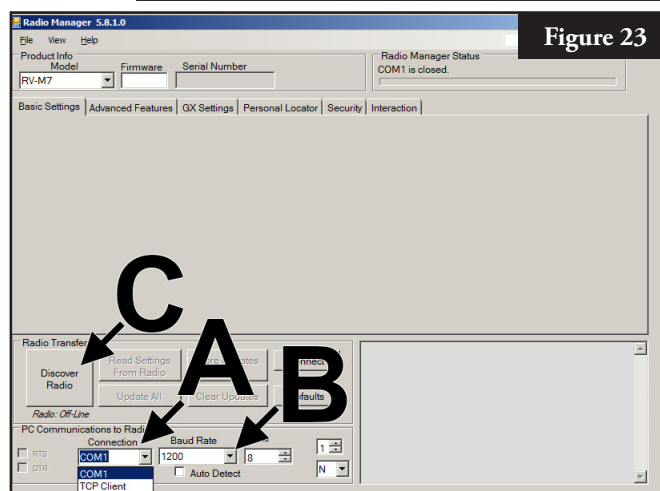 Radio Manager 5.8.1.0
Figure 23
File View Help
Product Info
Model Firmware Serial Number
RV-M7
Radio Manager Status
COM1 is closed.
Basic Settings Advanced Features GX Settings Personal Locator Security Interaction
C
A
B
Radio Transfer
Discover Radio
Read Settings From Radio
Update All
Clear Updates
Radio: Off-Line
PC Communications to Radio
Connection Baud Rate
RTS COM1 1200 8 1
DTR COM1 Auto Detect N
TCP Client